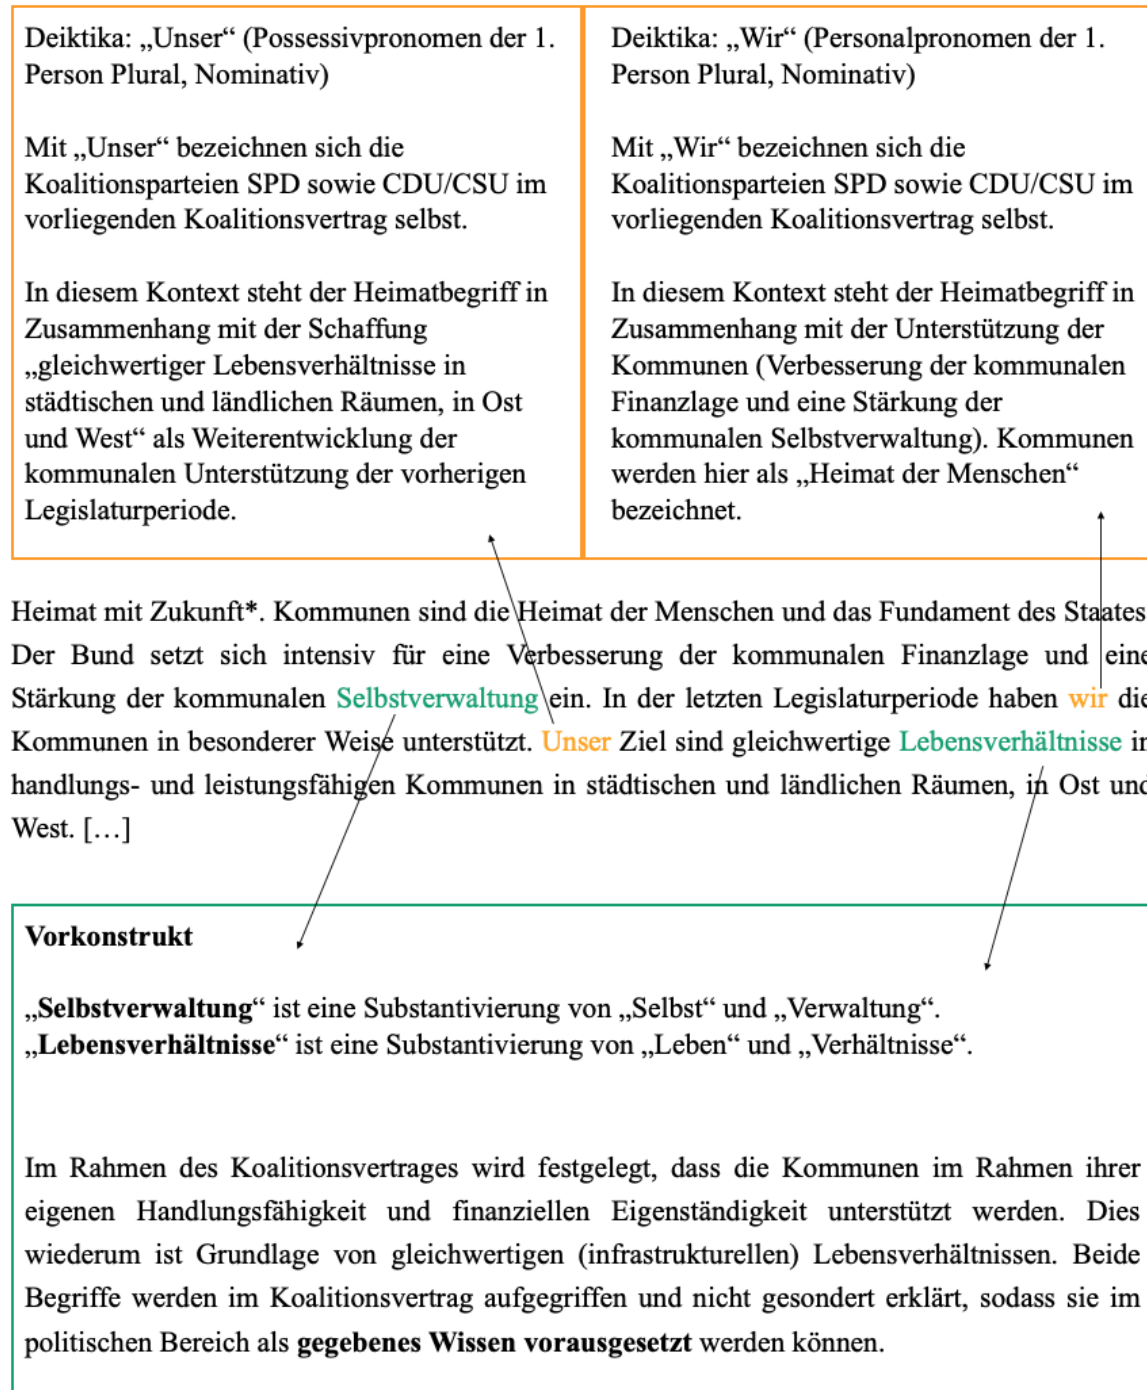 Deiktika: „Unser“ (Possessivpronomen der 1.
Person Plural, Nominativ)
Mit „Unser“ bezeichnen sich die
Koalitionsparteien SPD sowie CDU/CSU im
vorliegenden Koalitionsvertrag selbst.
In diesem Kontext steht der Heimatbegriff in
Zusammenhang mit der Schaffung
„gleichwertiger Lebensverhältnisse in
städtischen und ländlichen Räumen, in Ost
und West“ als Weiterentwicklung der
kommunalen Unterstützung der vorherigen
Legislaturperiode.
Deiktika: „Wir“ (Personalpronomen der 1.
Person Plural, Nominativ)
Mit „Wir“ bezeichnen sich die
Koalitionsparteien SPD sowie CDU/CSU im
vorliegenden Koalitionsvertrag selbst.
In diesem Kontext steht der Heimatbegriff in
Zusammenhang mit der Unterstützung der
Kommunen (Verbesserung der kommunalen
Finanzlage und eine Stärkung der
kommunalen Selbstverwaltung). Kommunen
werden hier als „Heimat der Menschen“
bezeichnet.
Heimat mit Zukunft*. Kommunen sind die Heimat der Menschen und das Fundament des Staates
Der Bund setzt sich intensiv für eine Verbesserung der kommunalen Finanzlage und eine
Stärkung der kommunalen Selbstverwaltung ein. In der letzten Legislaturperiode haben wir die
Kommunen in besonderer Weise unterstützt. Unser Ziel sind gleichwertige Lebensverhältnisse in
handlungs- und leistungsfähigen Kommunen in städtischen und ländlichen Räumen, in Ost und
West. […]
Vorkonstrukt
„Selbstverwaltung“ ist eine Substantivierung von „Selbst“ und „Verwaltung“.
„Lebensverhältnisse“ ist eine Substantivierung von „Leben“ und „Verhältnisse“.
Im Rahmen des Koalitionsvertrages wird festgelegt, dass die Kommunen im Rahmen ihrer
eigenen Handlungsfähigkeit und finanziellen Eigenständigkeit unterstützt werden. Dies
wiederum ist Grundlage von gleichwertigen (infrastrukturellen) Lebensverhältnissen. Beide
Begriffe werden im Koalitionsvertrag aufgegriffen und nicht gesondert erklärt, sodass sie im
politischen Bereich als gegebenes Wissen vorausgesetzt werden können.